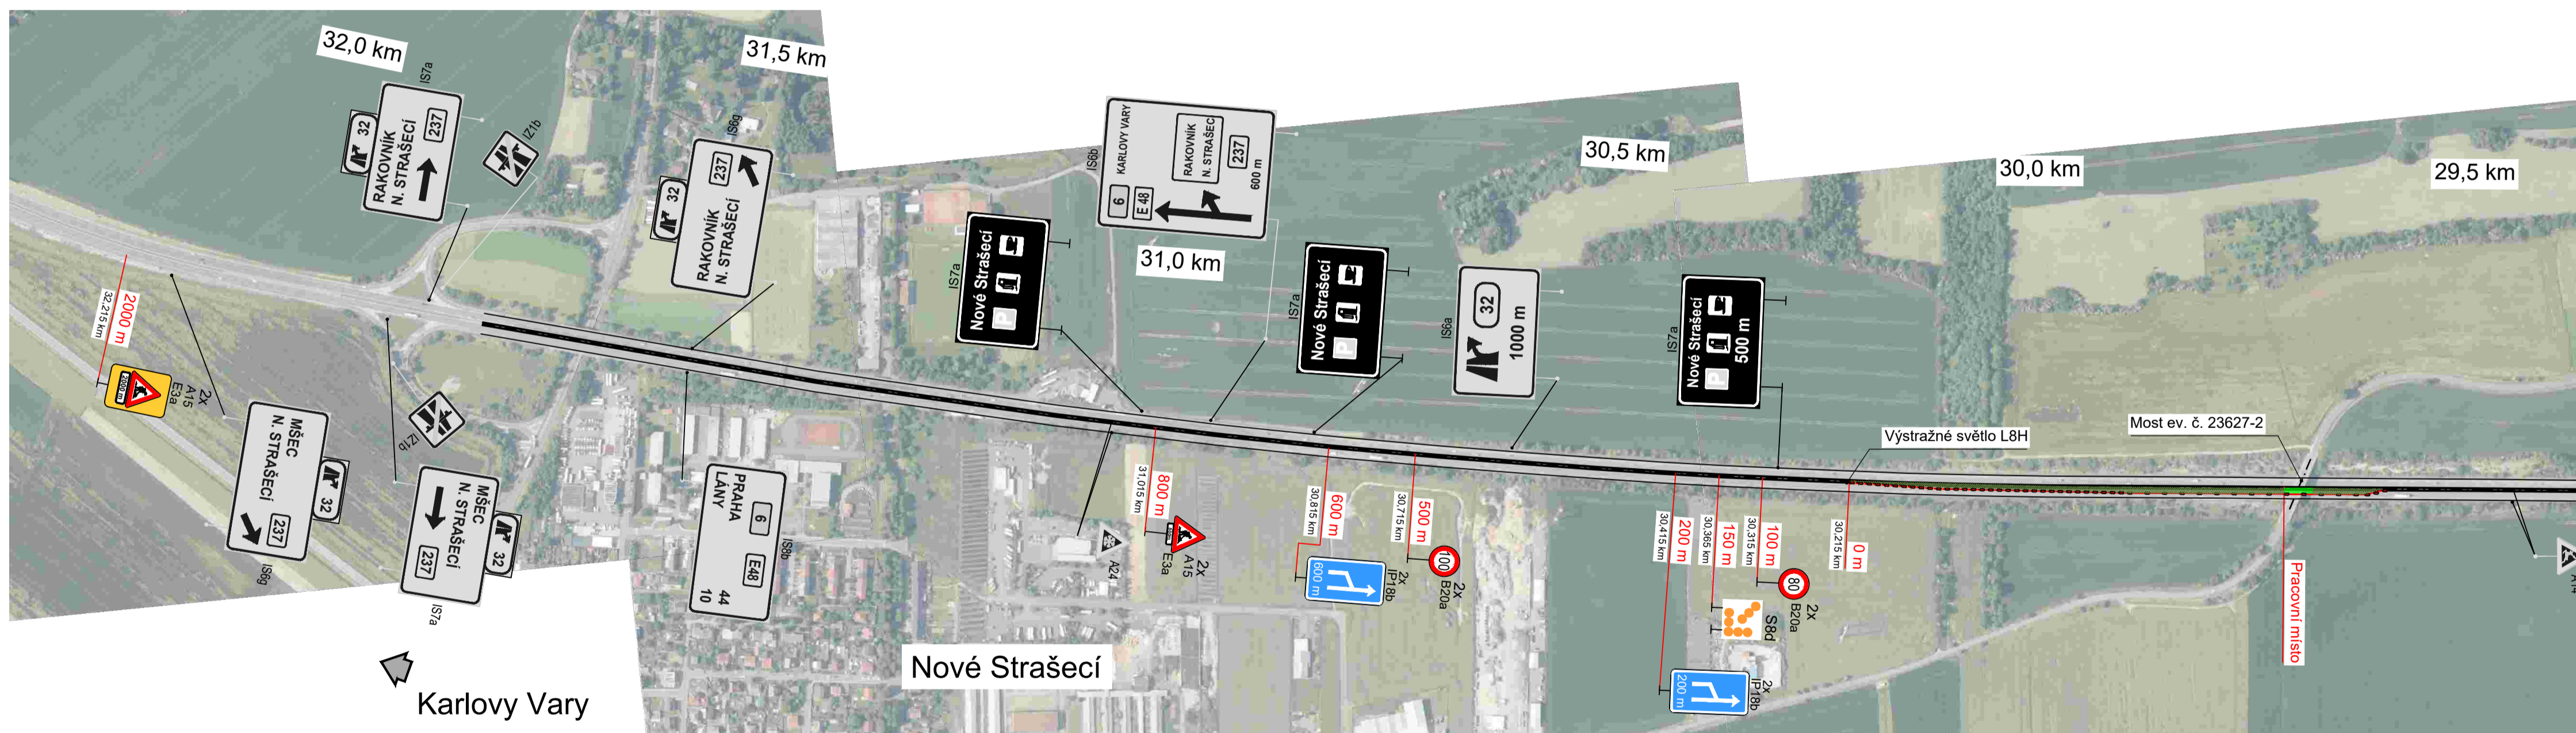 32,0 km
31,5 km
30,5 km
30,0 km
29,5 km
31,0 km
IS7a
32
RAKOVNÍK
N. STRAŠECÍ
237
IZ1b
IS6g
32
237
RAKOVNÍK
N. STRAŠECÍ
IS7a
Nové Strašecí
P
IS6b
6
KARLOVY VARY
E 48
RAKOVNÍK
N. STRAŠEC
237
600 m
IS7a
Nové Strašecí
P
IS6a
32
1000 m
IS7a
Nové Strašecí
P
500 m
Výstražné světlo L8H
Most ev. č. 23627-2
2000 m
32,215 km
2000 m
2x
A15
E3a
MŠEC
N. STRAŠECÍ
237
32
IS6g
IZ1b
MŠEC
N. STRAŠECÍ
237
32
IS7a
PRAHA
LÁNY
6
E48
44
10
IS8b
A24
800 m
31,015 km
2x
A15
E3a
600 m
30,815 km
600 m
2x
IP18b
500 m
30,715 km
100
2x
B20a
200 m
30,415 km
200 m
2x
IP18b
150 m
30,365 km
S8d
100 m
30,315 km
80
2x
B20a
0 m
30,215 km
Pracovní místo
Nové Strašecí
Karlovy Vary